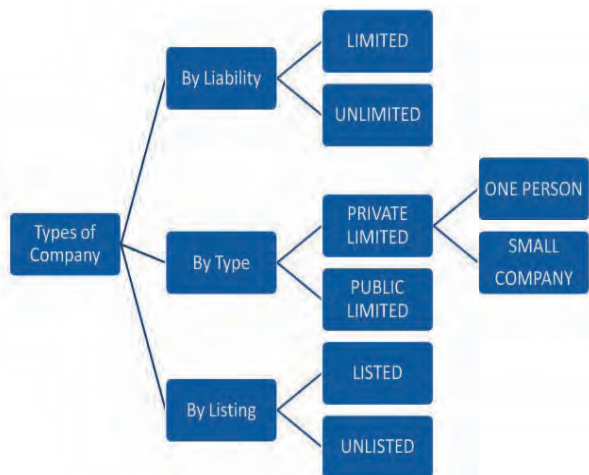 Types of
Company
By Liability
LIMITED
UNLIMITED
By Type
PRIVATE
LIMITED
ONE PERSON
SMALL
COMPANY
PUBLIC
LIMITED
By Listing
LISTED
UNLISTED